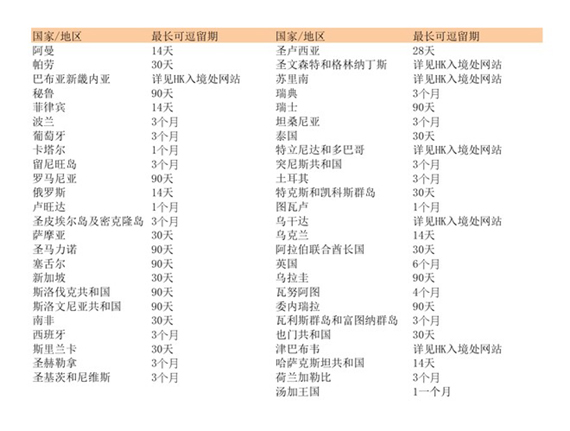 国家/地区 最长可逗留期 国家/地区 最长可逗留期
阿曼 14天 圣卢西亚 28天
帕劳 30天 圣文森特和格林纳丁斯 详见HK入境处网站
巴布亚新畿内亚 详见HK入境处网站 苏里南 详见HK入境处网站
秘鲁 90天 瑞典 3个月
菲律宾 14天 瑞士 90天
波兰 3个月 坦桑尼亚 3个月
葡萄牙 3个月 泰国 30天
卡塔尔 1个月 特立尼达和多巴哥 详见HK入境处网站
留尼旺岛 3个月 突尼斯共和国 3个月
罗马尼亚 90天 土耳其 3个月
俄罗斯 14天 特克斯和凯科斯群岛 30天
卢旺达 1个月 图瓦卢 1个月
圣皮埃尔岛及密克隆岛 3个月 乌干达 详见HK入境处网站
萨摩亚 30天 乌克兰 14天
圣马力诺 90天 阿拉伯联合酋长国 30天
塞舌尔 90天 英国 6个月
新加坡 30天 乌拉圭 90天
斯洛伐克共和国 90天 瓦努阿图 4个月
斯洛文尼亚共和国 90天 委内瑞拉 90天
南非 30天 瓦利斯群岛和富图纳群岛 3个月
西班牙 3个月 也门共和国 30天
斯里兰卡 30天 津巴布韦 详见HK入境处网站
圣赫勒拿 3个月 哈萨克斯坦共和国 14天
圣基茨和尼维斯 3个月 荷兰加勒比 3个月
汤加王国 1一个月